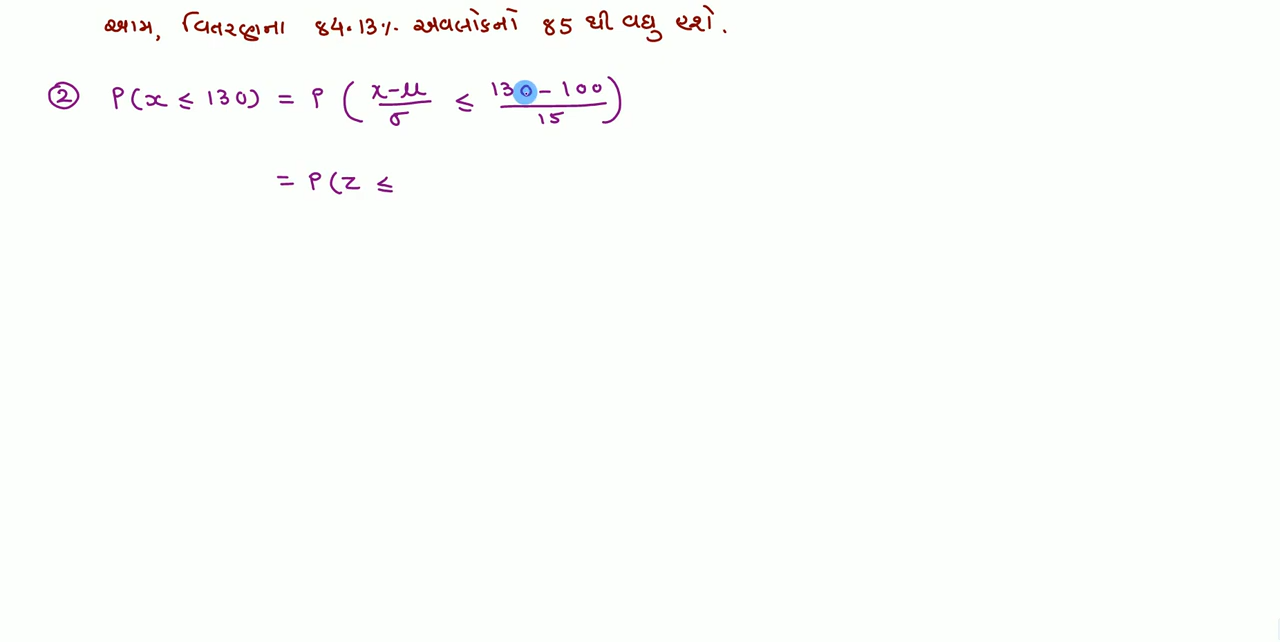 આમ, વિતરણના 84.13% અવલોકનો 85 થી વધુ હશે.
② P(x ≤ 130) = P ( x-μ/σ ≤ 130-100/15 )
= P(Z ≤